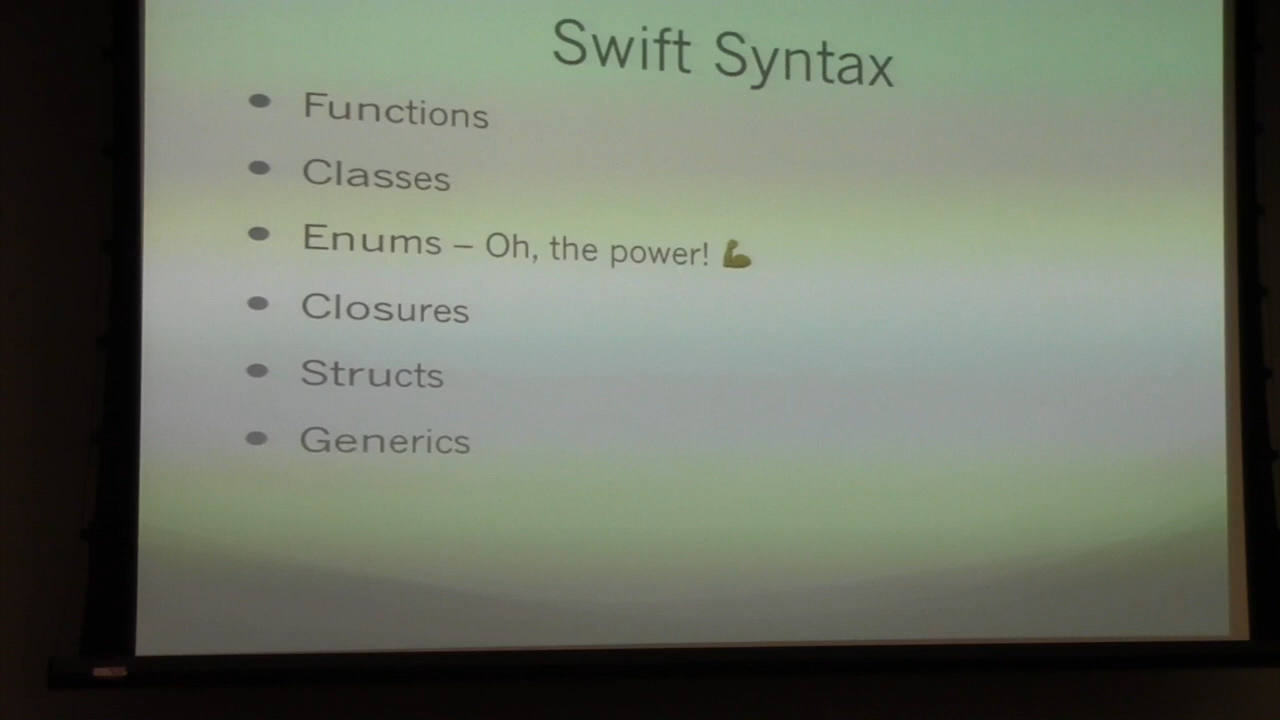 Swift Syntax
• Functions
• Classes
• Enums – Oh, the power! 💪
• Closures
• Structs
• Generics